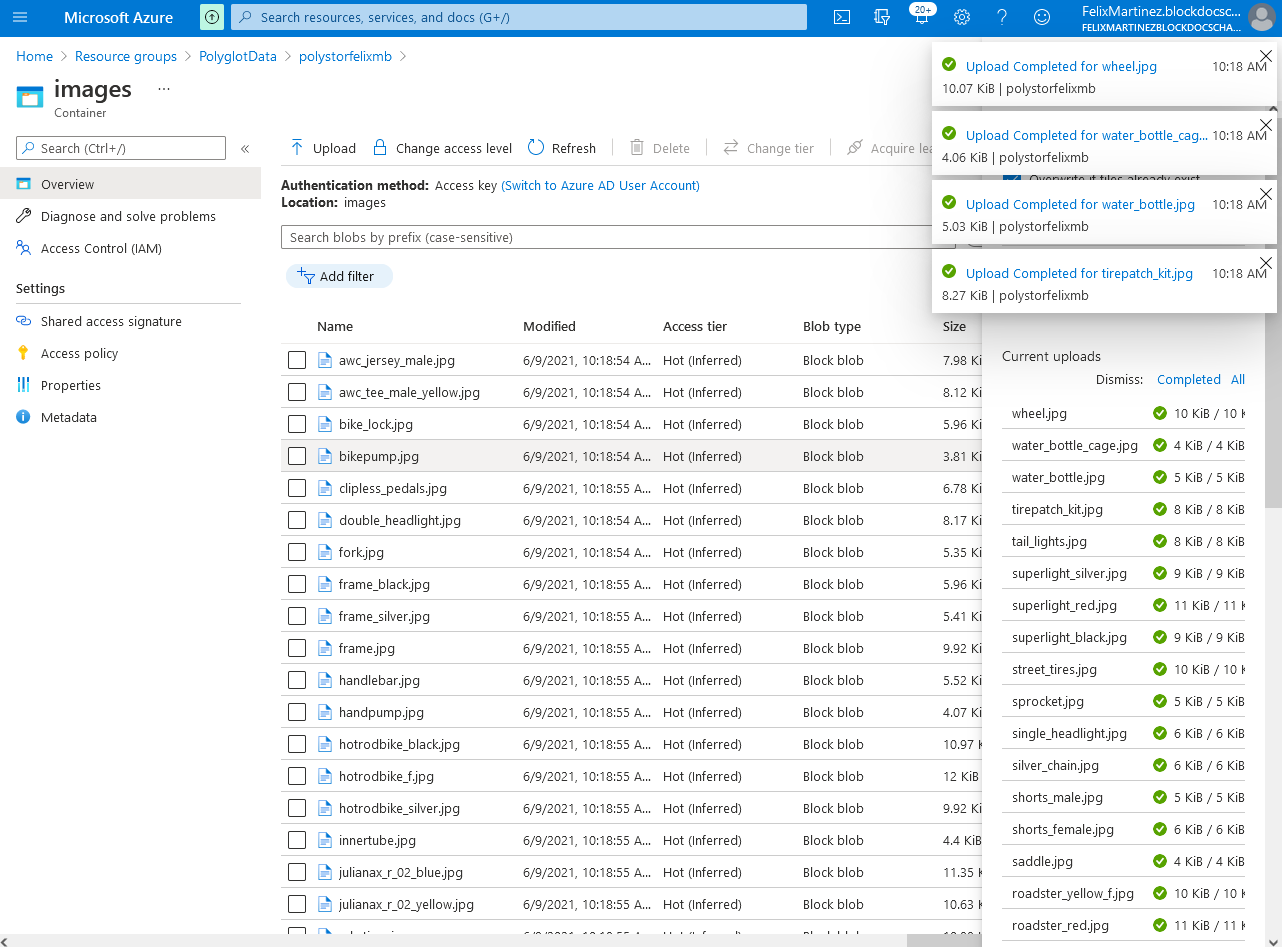 Microsoft Azure
Search resources, services, and docs (G+/)
20+
FelixMartinez.blockdocsc...
FELIXMARTINEZBLOCKDOCSCHA...
Home > Resource groups > PolyglotData > polystorfelixmb >
images ...
Container
Search (Ctrl+/)
«
Overview
Diagnose and solve problems
Access Control (IAM)
Settings
Shared access signature
Access policy
Properties
Metadata
Upload
Change access level
Refresh
Delete
Change tier
Acquire lea
Authentication method: Access key (Switch to Azure AD User Account)
Location: images
Search blobs by prefix (case-sensitive)
Add filter
Name Modified Access tier Blob type Size
awc_jersey_male.jpg 6/9/2021, 10:18:54 A... Hot (Inferred) Block blob 7.98 Ki
awc_tee_male_yellow.jpg 6/9/2021, 10:18:54 A... Hot (Inferred) Block blob 8.12 Ki
bike_lock.jpg 6/9/2021, 10:18:54 A... Hot (Inferred) Block blob 5.96 Ki
bikepump.jpg 6/9/2021, 10:18:54 A... Hot (Inferred) Block blob 3.81 Ki
clipless_pedals.jpg 6/9/2021, 10:18:55 A... Hot (Inferred) Block blob 6.78 Ki
double_headlight.jpg 6/9/2021, 10:18:54 A... Hot (Inferred) Block blob 8.17 Ki
fork.jpg 6/9/2021, 10:18:54 A... Hot (Inferred) Block blob 5.35 Ki
frame_black.jpg 6/9/2021, 10:18:55 A... Hot (Inferred) Block blob 5.96 Ki
frame_silver.jpg 6/9/2021, 10:18:55 A... Hot (Inferred) Block blob 5.41 Ki
frame.jpg 6/9/2021, 10:18:55 A... Hot (Inferred) Block blob 9.92 Ki
handlebar.jpg 6/9/2021, 10:18:55 A... Hot (Inferred) Block blob 5.52 Ki
handpump.jpg 6/9/2021, 10:18:55 A... Hot (Inferred) Block blob 4.07 Ki
hotrodbike_black.jpg 6/9/2021, 10:18:55 A... Hot (Inferred) Block blob 10.97 K
hotrodbike_f.jpg 6/9/2021, 10:18:55 A... Hot (Inferred) Block blob 12 KiB
hotrodbike_silver.jpg 6/9/2021, 10:18:55 A... Hot (Inferred) Block blob 9.92 Ki
innertube.jpg 6/9/2021, 10:18:55 A... Hot (Inferred) Block blob 4.4 KiB
julianax_r_02_blue.jpg 6/9/2021, 10:18:55 A... Hot (Inferred) Block blob 11.35 K
julianax_r_02_yellow.jpg 6/9/2021, 10:18:55 A... Hot (Inferred) Block blob 10.63 K
Upload Completed for wheel.jpg 10:18 AM
10.07 KiB | polystorfelixmb
Upload Completed for water_bottle_cag... 10:18 AM
4.06 KiB | polystorfelixmb
Overwrite if files already exist
Upload Completed for water_bottle.jpg 10:18 AM
5.03 KiB | polystorfelixmb
Upload Completed for tirepatch_kit.jpg 10:18 AM
8.27 KiB | polystorfelixmb
Current uploads
Dismiss: Completed All
wheel.jpg 10 KiB / 10 K
water_bottle_cage.jpg 4 KiB / 4 KiB
water_bottle.jpg 5 KiB / 5 KiB
tirepatch_kit.jpg 8 KiB / 8 KiB
tail_lights.jpg 8 KiB / 8 KiB
superlight_silver.jpg 9 KiB / 9 KiB
superlight_red.jpg 11 KiB / 11 K
superlight_black.jpg 9 KiB / 9 KiB
street_tires.jpg 10 KiB / 10 K
sprocket.jpg 5 KiB / 5 KiB
single_headlight.jpg 6 KiB / 6 KiB
silver_chain.jpg 6 KiB / 6 KiB
shorts_male.jpg 5 KiB / 5 KiB
shorts_female.jpg 6 KiB / 6 KiB
saddle.jpg 4 KiB / 4 KiB
roadster_yellow_f.jpg 10 KiB / 10 K
roadster_red.jpg 11 KiB / 11 K